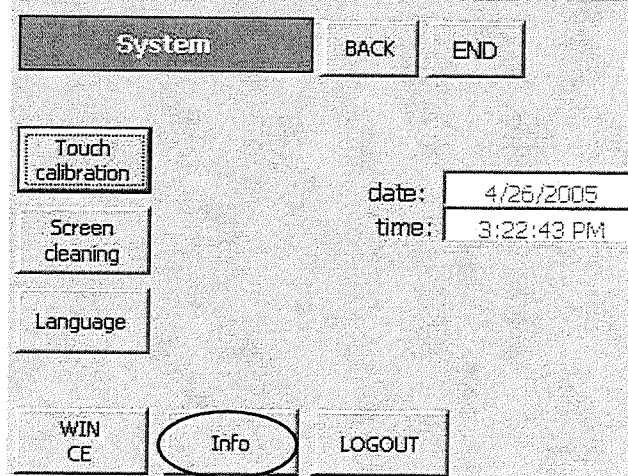 System
BACK
END
Touch
calibration
date: 4/26/2005
Screen
cleaning
time: 3:22:43 PM
Language
WIN
CE
Info
LOGOUT